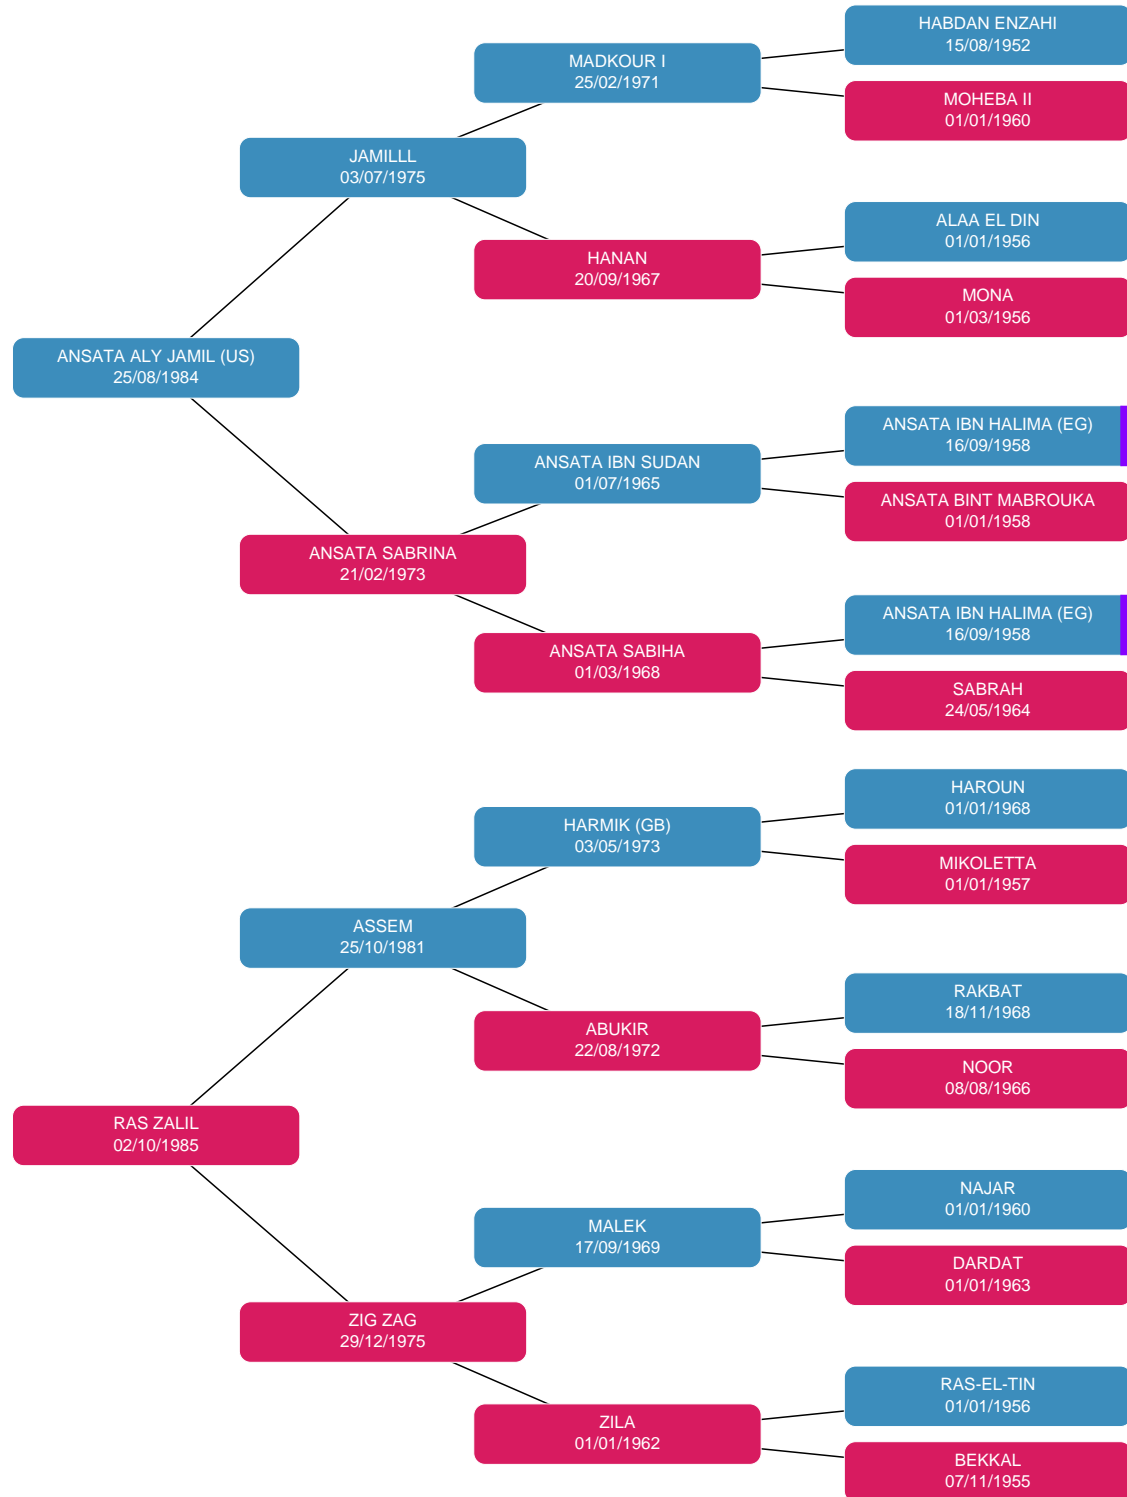 HABDAN ENZAHI
15/08/1952
MADKOUR I
25/02/1971
MOHEBA II
01/01/1960
JAMILLL
03/07/1975
ALAA EL DIN
01/01/1956
HANAN
20/09/1967
MONA
01/03/1956
ANSATA ALY JAMIL (US)
25/08/1984
ANSATA IBN HALIMA (EG)
16/09/1958
ANSATA IBN SUDAN
01/07/1965
ANSATA BINT MABROUKA
01/01/1958
ANSATA SABRINA
21/02/1973
ANSATA IBN HALIMA (EG)
16/09/1958
ANSATA SABIHA
01/03/1968
SABRAH
24/05/1964
HAROUN
01/01/1968
HARMIK (GB)
03/05/1973
MIKOLETTA
01/01/1957
ASSEM
25/10/1981
RAKBAT
18/11/1968
ABUKIR
22/08/1972
NOOR
08/08/1966
RAS ZALIL
02/10/1985
NAJAR
01/01/1960
MALEK
17/09/1969
DARDAT
01/01/1963
ZIG ZAG
29/12/1975
RAS-EL-TIN
01/01/1956
ZILA
01/01/1962
BEKKAL
07/11/1955